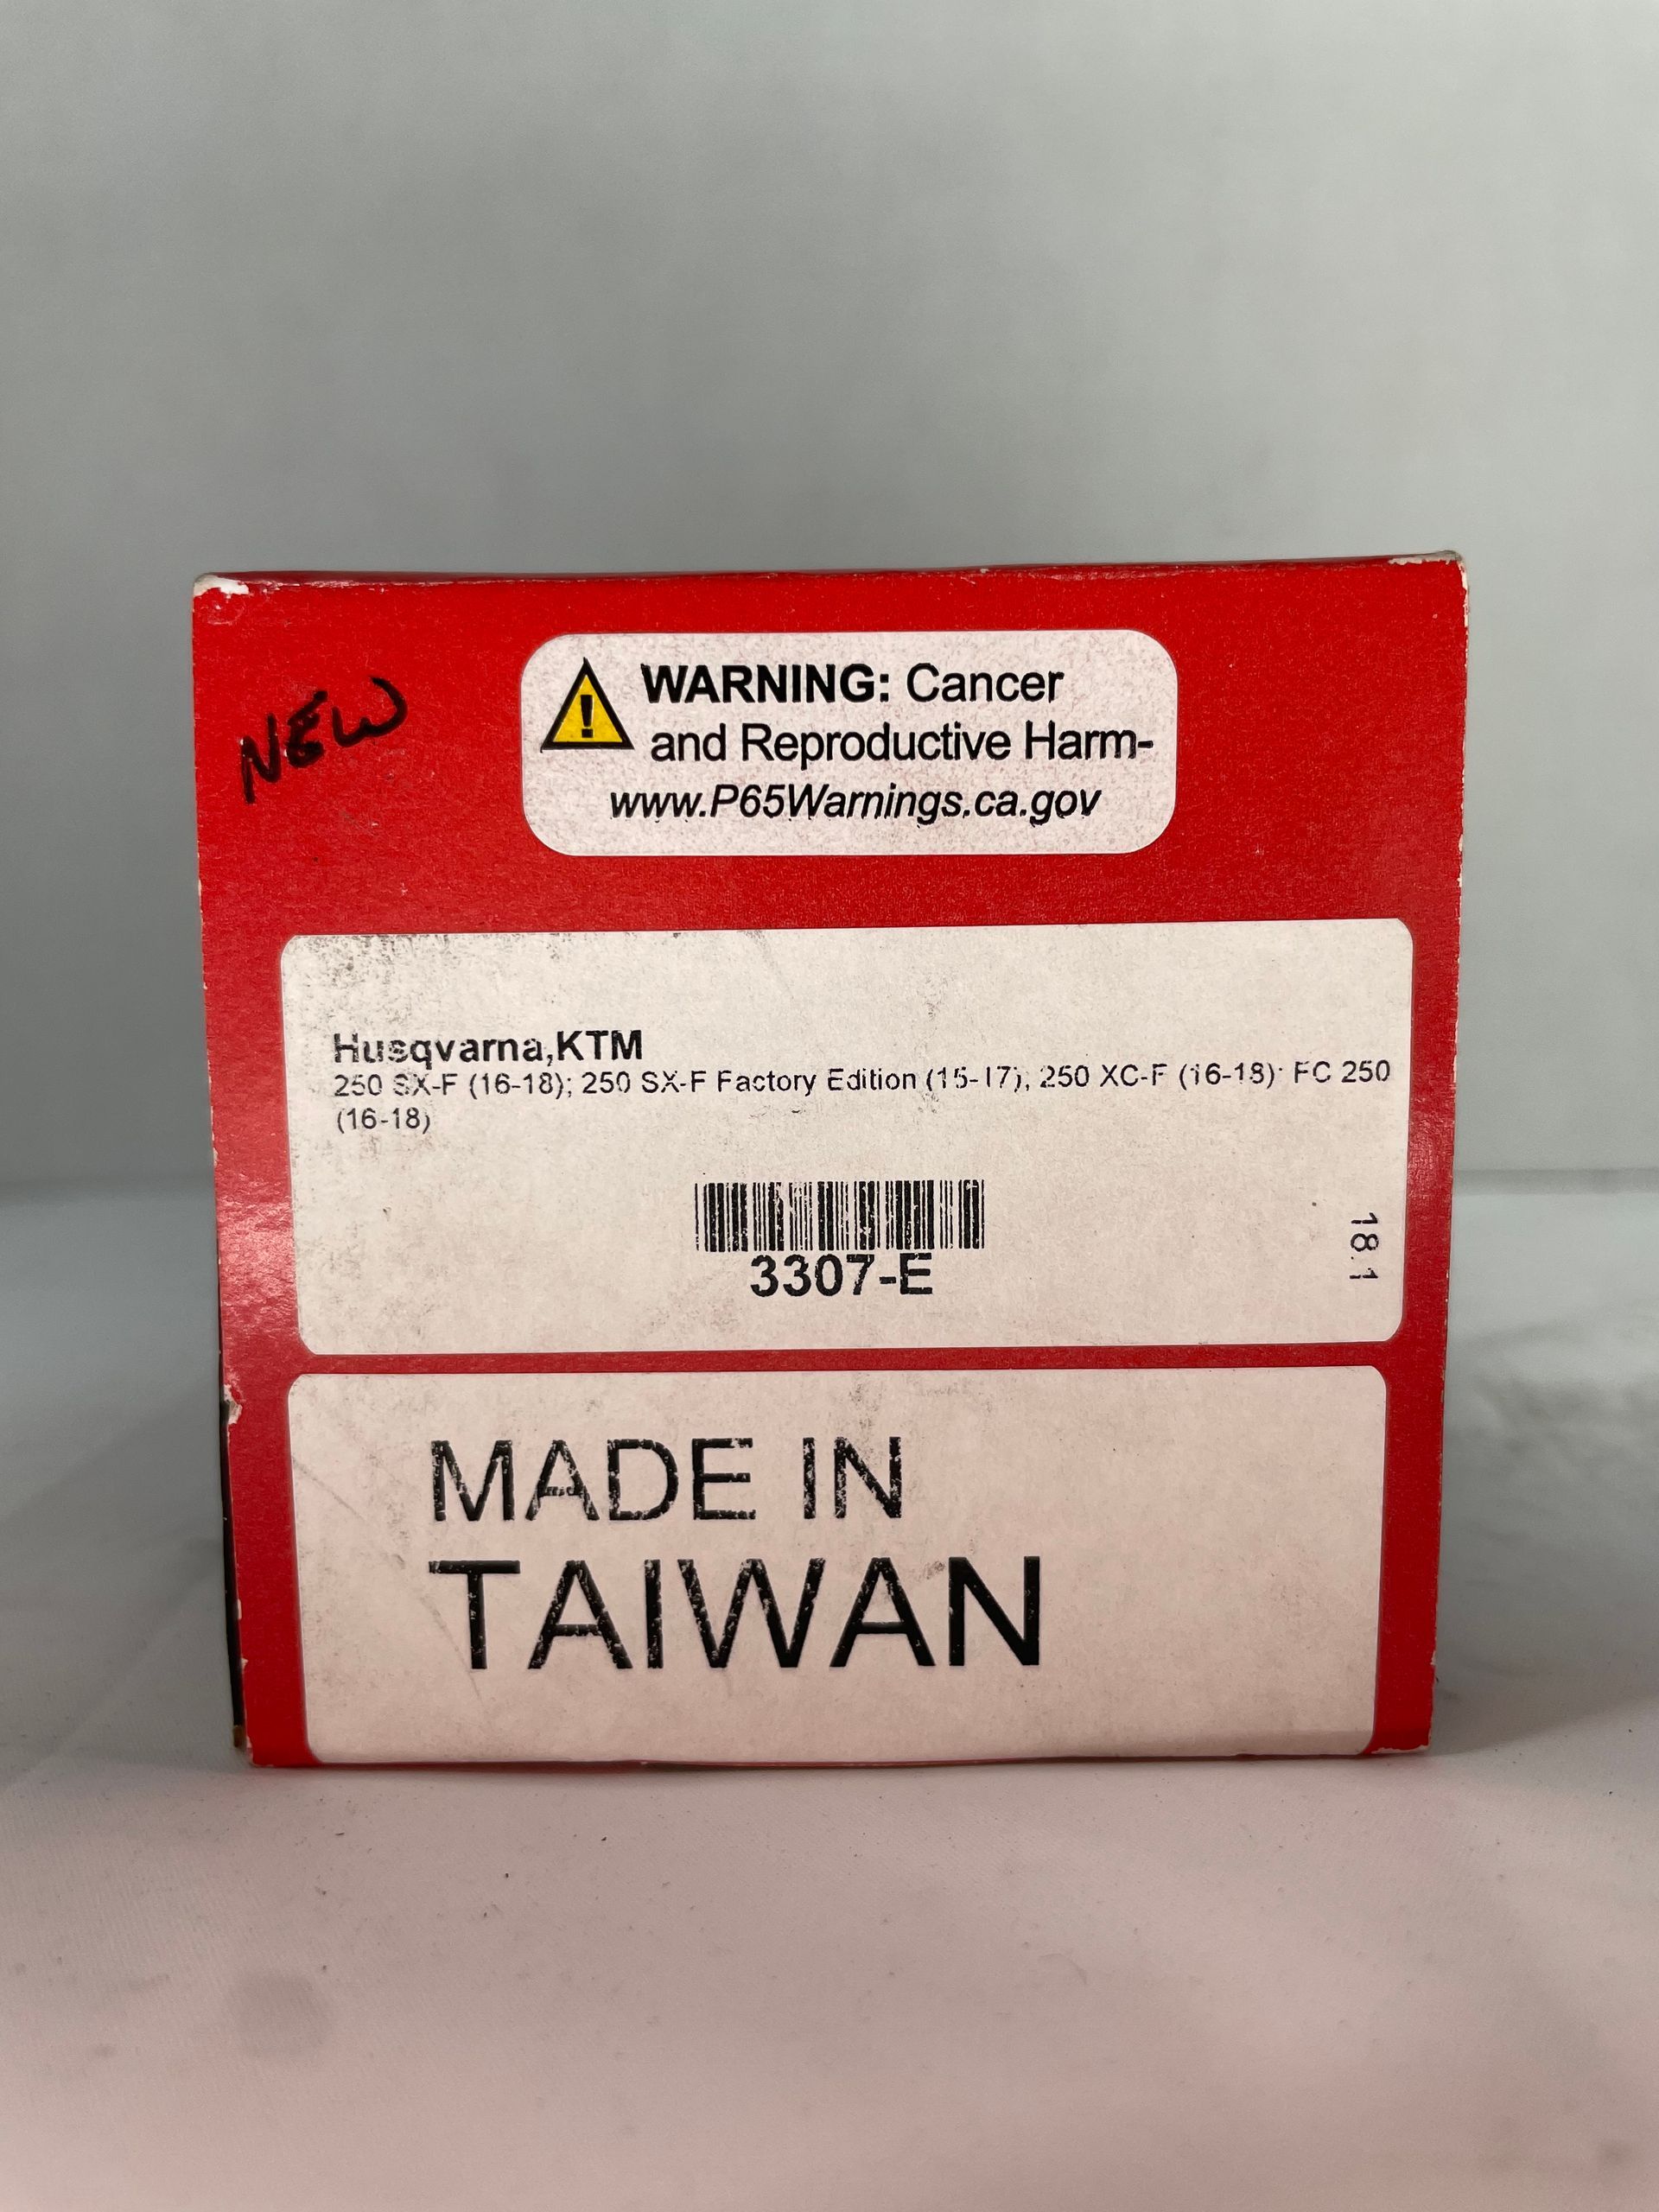 NEW
WARNING: Cancer
and Reproductive Harm-
www.P65Warnings.ca.gov
Husqvarna,KTM
250 SX-F (16-18); 250 SX-F Factory Edition (15-17); 250 XC-F (16-18); FC 250
(16-18)
3307-E
18.1
MADE IN
TAIWAN